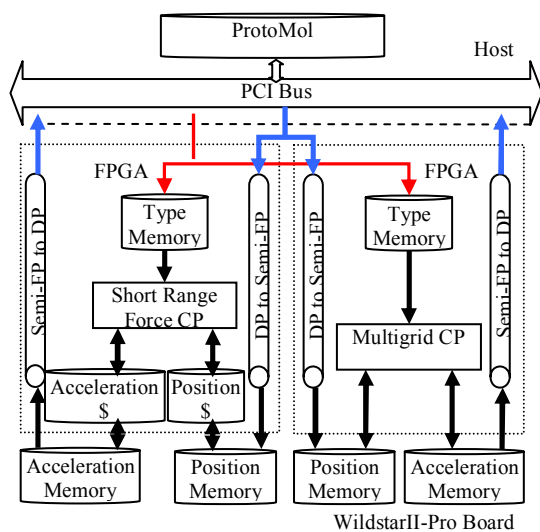 ProtoMol
Host
PCI Bus
FPGA
FPGA
Semi-FP to DP
Type
Memory
DP to Semi-FP
DP to Semi-FP
Type
Memory
Semi-FP to DP
Short Range
Force CP
Multigrid CP
Acceleration
$
Position
$
Acceleration
Memory
Position
Memory
Position
Memory
Acceleration
Memory
WildstarII-Pro Board